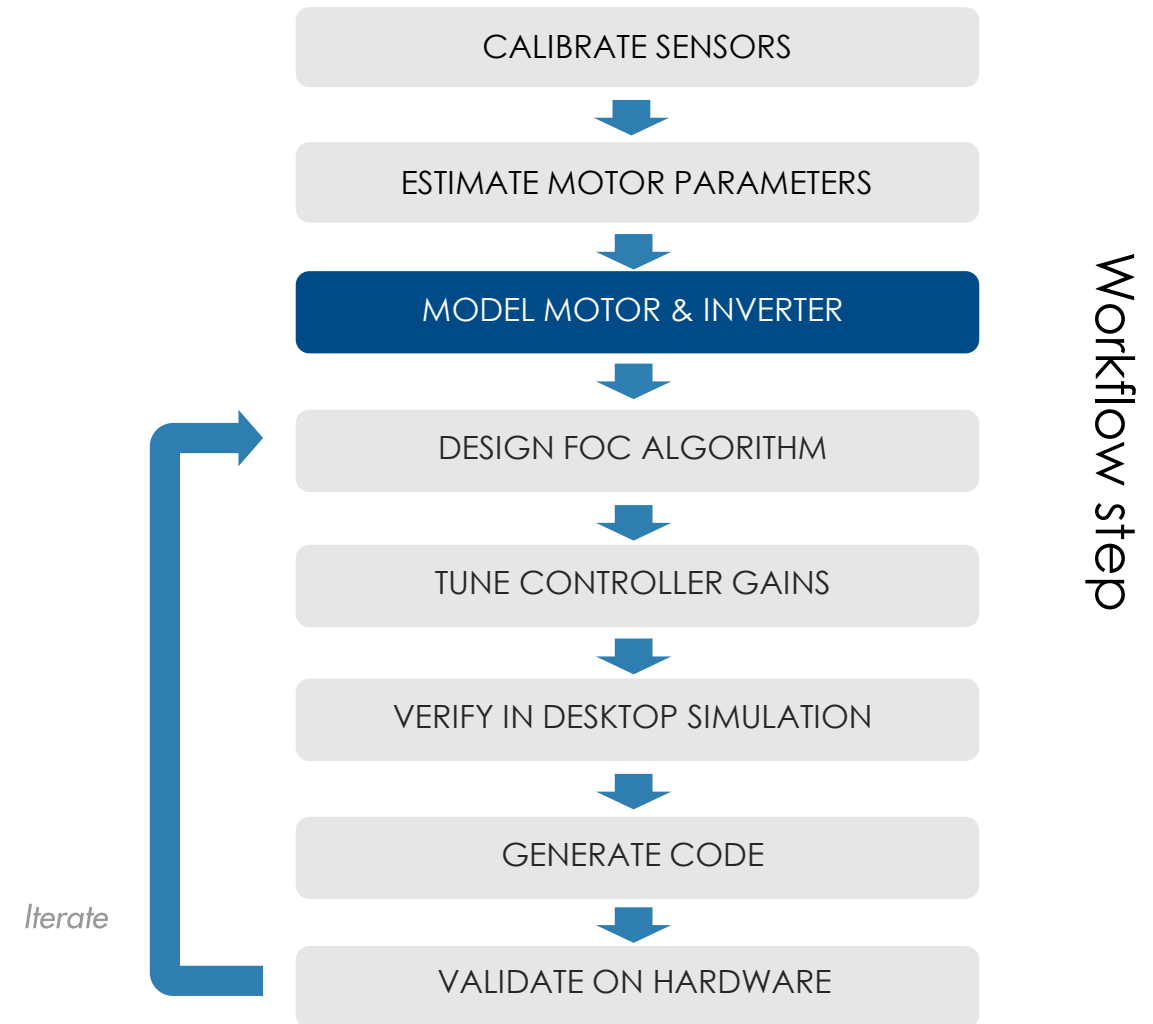 CALIBRATE SENSORS
ESTIMATE MOTOR PARAMETERS
MODEL MOTOR & INVERTER
DESIGN FOC ALGORITHM
TUNE CONTROLLER GAINS
VERIFY IN DESKTOP SIMULATION
GENERATE CODE
VALIDATE ON HARDWARE
Iterate
Workflow step